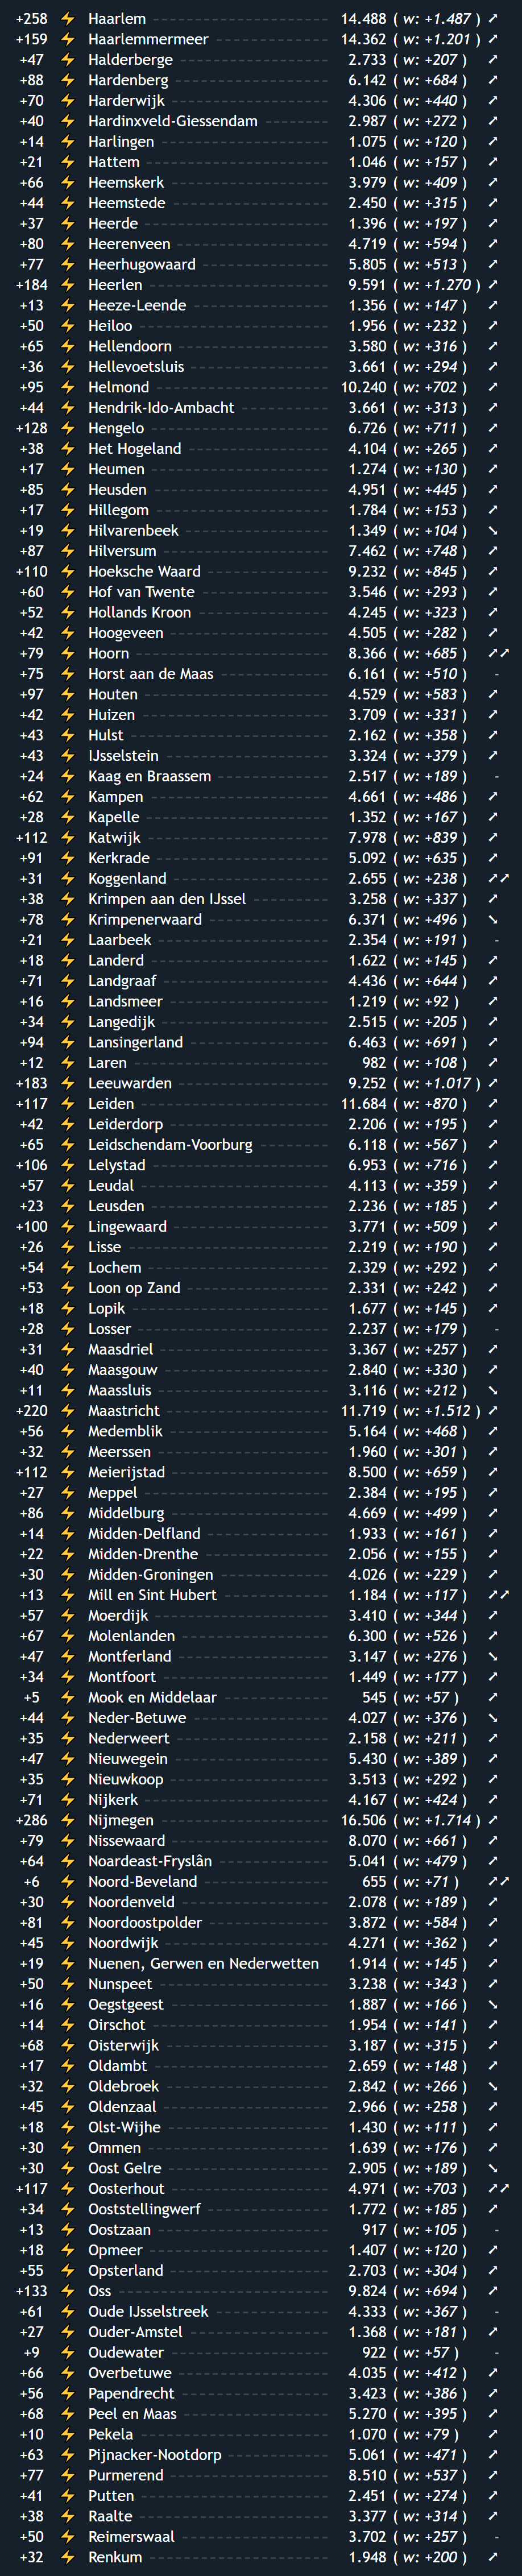 +258 ⚡ Haarlem 14.488 ( w: +1.487 ) ➚
+159 ⚡ Haarlemmermeer 14.362 ( w: +1.201 ) ➚
+47 ⚡ Halderberge 2.733 ( w: +207 ) ➚
+88 ⚡ Hardenberg 6.142 ( w: +684 ) ➚
+70 ⚡ Harderwijk 4.306 ( w: +440 ) ➚
+40 ⚡ Hardinxveld-Giessendam 2.987 ( w: +272 ) ➚
+14 ⚡ Harlingen 1.075 ( w: +120 ) ➚
+21 ⚡ Hattem 1.046 ( w: +157 ) ➚
+66 ⚡ Heemskerk 3.979 ( w: +409 ) ➚
+44 ⚡ Heemstede 2.450 ( w: +315 ) ➚
+37 ⚡ Heerde 1.396 ( w: +197 ) ➚
+80 ⚡ Heerenveen 4.719 ( w: +594 ) ➚
+77 ⚡ Heerhugowaard 5.805 ( w: +513 ) ➚
+184 ⚡ Heerlen 9.591 ( w: +1.270 ) ➚
+13 ⚡ Heeze-Leende 1.356 ( w: +147 ) ➚
+50 ⚡ Heiloo 1.956 ( w: +232 ) ➚
+65 ⚡ Hellendoorn 3.580 ( w: +316 ) ➚
+36 ⚡ Hellevoetsluis 3.661 ( w: +294 ) ➚
+95 ⚡ Helmond 10.240 ( w: +702 ) ➚
+44 ⚡ Hendrik-Ido-Ambacht 3.661 ( w: +313 ) ➚
+128 ⚡ Hengelo 6.726 ( w: +711 ) ➚
+38 ⚡ Het Hogeland 4.104 ( w: +265 ) ➚
+17 ⚡ Heumen 1.274 ( w: +130 ) ➚
+85 ⚡ Heusden 4.951 ( w: +445 ) ➚
+17 ⚡ Hillegom 1.784 ( w: +153 ) ➚
+19 ⚡ Hilvarenbeek 1.349 ( w: +104 ) ➘
+87 ⚡ Hilversum 7.462 ( w: +748 ) ➚
+110 ⚡ Hoeksche Waard 9.232 ( w: +845 ) ➚
+60 ⚡ Hof van Twente 3.546 ( w: +293 ) ➚
+52 ⚡ Hollands Kroon 4.245 ( w: +323 ) ➚
+42 ⚡ Hoogeveen 4.505 ( w: +282 ) ➚
+79 ⚡ Hoorn 8.366 ( w: +685 ) ➚➚
+75 ⚡ Horst aan de Maas 6.161 ( w: +510 ) -
+97 ⚡ Houten 4.529 ( w: +583 ) ➚
+42 ⚡ Huizen 3.709 ( w: +331 ) ➚
+43 ⚡ Hulst 2.162 ( w: +358 ) ➚
+43 ⚡ IJsselstein 3.324 ( w: +379 ) ➚
+24 ⚡ Kaag en Braassem 2.517 ( w: +189 ) -
+62 ⚡ Kampen 4.661 ( w: +486 ) ➚
+28 ⚡ Kapelle 1.352 ( w: +167 ) ➚
+112 ⚡ Katwijk 7.978 ( w: +839 ) ➚
+91 ⚡ Kerkrade 5.092 ( w: +635 ) ➚
+31 ⚡ Koggenland 2.655 ( w: +238 ) ➚➚
+38 ⚡ Krimpen aan den IJssel 3.258 ( w: +337 ) ➚
+78 ⚡ Krimpenerwaard 6.371 ( w: +496 ) ➘
+21 ⚡ Laarbeek 2.354 ( w: +191 ) -
+18 ⚡ Landerd 1.622 ( w: +145 ) ➚
+71 ⚡ Landgraaf 4.436 ( w: +644 ) ➚
+16 ⚡ Landsmeer 1.219 ( w: +92 ) ➚
+34 ⚡ Langedijk 2.515 ( w: +205 ) ➚
+94 ⚡ Lansingerland 6.463 ( w: +691 ) ➚
+12 ⚡ Laren 982 ( w: +108 ) ➚
+183 ⚡ Leeuwarden 9.252 ( w: +1.017 ) ➚
+117 ⚡ Leiden 11.684 ( w: +870 ) ➚
+42 ⚡ Leiderdorp 2.206 ( w: +195 ) ➚
+65 ⚡ Leidschendam-Voorburg 6.118 ( w: +567 ) ➚
+106 ⚡ Lelystad 6.953 ( w: +716 ) ➚
+57 ⚡ Leudal 4.113 ( w: +359 ) ➚
+23 ⚡ Leusden 2.236 ( w: +185 ) ➚
+100 ⚡ Lingewaard 3.771 ( w: +509 ) ➚
+26 ⚡ Lisse 2.219 ( w: +190 ) ➚
+54 ⚡ Lochem 2.329 ( w: +292 ) ➚
+53 ⚡ Loon op Zand 2.331 ( w: +242 ) ➚
+18 ⚡ Lopik 1.677 ( w: +145 ) ➚
+28 ⚡ Losser 2.237 ( w: +179 ) -
+31 ⚡ Maasdriel 3.367 ( w: +257 ) ➚
+40 ⚡ Maasgouw 2.840 ( w: +330 ) ➚
+11 ⚡ Maassluis 3.116 ( w: +212 ) ➘
+220 ⚡ Maastricht 11.719 ( w: +1.512 ) ➚
+56 ⚡ Medemblik 5.164 ( w: +468 ) ➚
+32 ⚡ Meerssen 1.960 ( w: +301 ) ➚
+112 ⚡ Meierijstad 8.500 ( w: +659 ) ➚
+27 ⚡ Meppel 2.384 ( w: +195 ) ➚
+86 ⚡ Middelburg 4.669 ( w: +499 ) ➚
+14 ⚡ Midden-Delfland 1.933 ( w: +161 ) ➚
+22 ⚡ Midden-Drenthe 2.056 ( w: +155 ) ➚
+30 ⚡ Midden-Groningen 4.026 ( w: +229 ) ➚
+13 ⚡ Mill en Sint Hubert 1.184 ( w: +117 ) ➚➚
+57 ⚡ Moerdijk 3.410 ( w: +344 ) ➚
+67 ⚡ Molenlanden 6.300 ( w: +526 ) ➚
+47 ⚡ Montferland 3.147 ( w: +276 ) ➘
+34 ⚡ Montfoort 1.449 ( w: +177 ) ➚
+5 ⚡ Mook en Middelaar 545 ( w: +57 ) ➚
+44 ⚡ Neder-Betuwe 4.027 ( w: +376 ) ➘
+35 ⚡ Nederweert 2.158 ( w: +211 ) ➚
+47 ⚡ Nieuwegein 5.430 ( w: +389 ) ➚
+35 ⚡ Nieuwkoop 3.513 ( w: +292 ) ➚
+71 ⚡ Nijkerk 4.167 ( w: +424 ) ➚
+286 ⚡ Nijmegen 16.506 ( w: +1.714 ) ➚
+79 ⚡ Nissewaard 8.070 ( w: +661 ) ➚
+64 ⚡ Noardeast-Fryslân 5.041 ( w: +479 ) ➚
+6 ⚡ Noord-Beveland 655 ( w: +71 ) ➚➚
+30 ⚡ Noordenveld 2.078 ( w: +189 ) ➚
+81 ⚡ Noordoostpolder 3.872 ( w: +584 ) ➚
+45 ⚡ Noordwijk 4.271 ( w: +362 ) ➚
+19 ⚡ Nuenen, Gerwen en Nederwetten 1.914 ( w: +145 ) ➚
+50 ⚡ Nunspeet 3.238 ( w: +343 ) ➚
+16 ⚡ Oegstgeest 1.887 ( w: +166 ) ➘
+14 ⚡ Oirschot 1.954 ( w: +141 ) ➚
+68 ⚡ Oisterwijk 3.187 ( w: +315 ) ➚
+17 ⚡ Oldambt 2.659 ( w: +148 ) ➚
+32 ⚡ Oldebroek 2.842 ( w: +266 ) ➘
+45 ⚡ Oldenzaal 2.966 ( w: +258 ) ➚
+18 ⚡ Olst-Wijhe 1.430 ( w: +111 ) ➚
+30 ⚡ Ommen 1.639 ( w: +176 ) ➚
+30 ⚡ Oost Gelre 2.905 ( w: +189 ) ➘
+117 ⚡ Oosterhout 4.971 ( w: +703 ) ➚➚
+34 ⚡ Ooststellingwerf 1.772 ( w: +185 ) ➚
+13 ⚡ Oostzaan 917 ( w: +105 ) -
+18 ⚡ Opmeer 1.407 ( w: +120 ) ➚
+55 ⚡ Opsterland 2.703 ( w: +304 ) ➚
+133 ⚡ Oss 9.824 ( w: +694 ) ➚
+61 ⚡ Oude IJsselstreek 4.333 ( w: +367 ) -
+27 ⚡ Ouder-Amstel 1.368 ( w: +181 ) ➚
+9 ⚡ Oudewater 922 ( w: +57 ) -
+66 ⚡ Overbetuwe 4.035 ( w: +412 ) ➚
+56 ⚡ Papendrecht 3.423 ( w: +386 ) ➚
+68 ⚡ Peel en Maas 5.270 ( w: +395 ) ➚
+10 ⚡ Pekela 1.070 ( w: +79 ) ➚
+63 ⚡ Pijnacker-Nootdorp 5.061 ( w: +471 ) ➚
+77 ⚡ Purmerend 8.510 ( w: +537 ) ➚
+41 ⚡ Putten 2.451 ( w: +274 ) ➚
+38 ⚡ Raalte 3.377 ( w: +314 ) ➚
+50 ⚡ Reimerswaal 3.702 ( w: +257 ) -
+32 ⚡ Renkum 1.948 ( w: +200 ) ➚